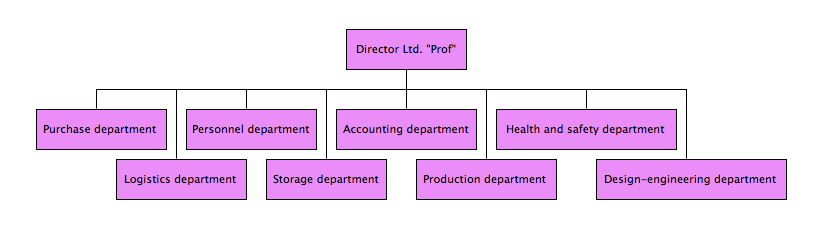 Director Ltd. "Prof"
Purchase department
Personnel department
Accounting department
Health and safety department
Logistics department
Storage department
Production department
Design-engineering department